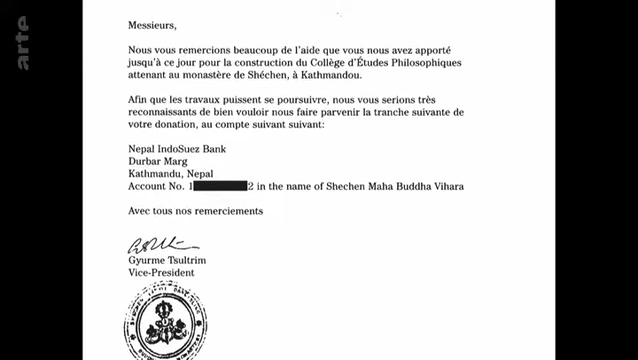 arte
Messieurs,
Nous vous remercions beaucoup de l'aide que vous nous avez apporté
jusqu'à ce jour pour la construction du Collège d'Études Philosophiques
attenant au monastère de Shéchen, à Kathmandou.
Afin que les travaux puissent se poursuivre, nous vous serions très
reconnaissants de bien vouloir nous faire parvenir la tranche suivante de
votre donation, au compte suivant suivant:
Nepal IndoSuez Bank
Durbar Marg
Kathmandu, Nepal
Account No. 1 2 in the name of Shechen Maha Buddha Vihara
Avec tous nos remerciements
Gyurme Tsultrim
Vice-President